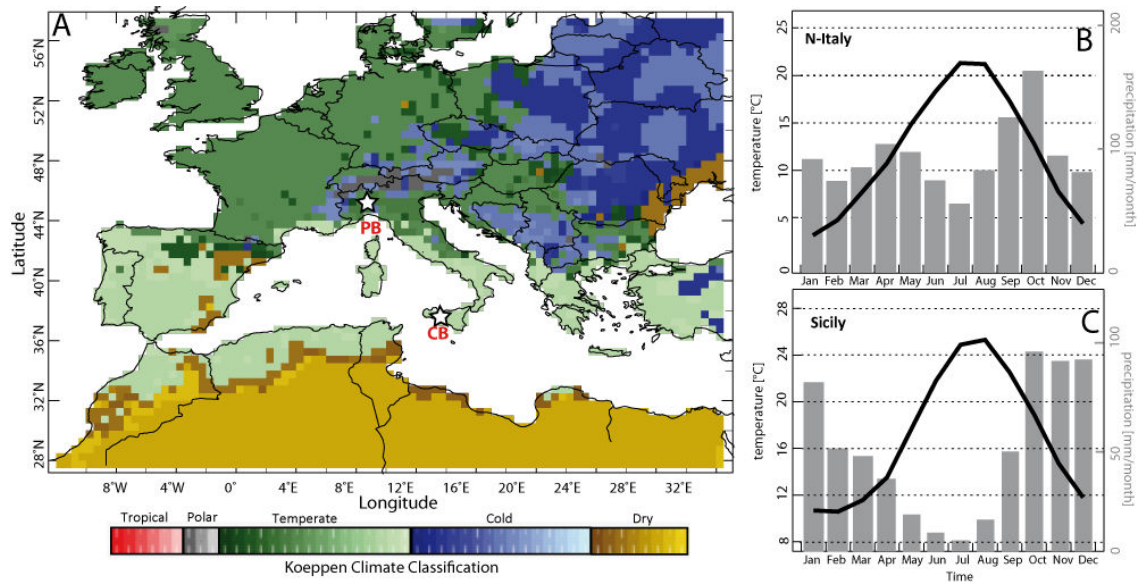 A
56°N
52°N
48°N
44°N
40°N
36°N
32°N
28°N
Latitude
PB
CB
8°W 4°W 0° 4°E 8°E 12°E 16°E 20°E 24°E 28°E 32°E
Longitude
Tropical Polar Temperate Cold Dry
Koeppen Climate Classification
N-Italy
B
25
20
15
10
5
0
temperature [°C]
200
100
0
precipitation [mm/month]
Jan Feb Mar Apr May Jun Jul Aug Sep Oct Nov Dec
Sicily
C
28
24
20
16
12
8
temperature [°C]
100
50
0
precipitation [mm/month]
Jan Feb Mar Apr May Jun Jul Aug Sep Oct Nov Dec
Time